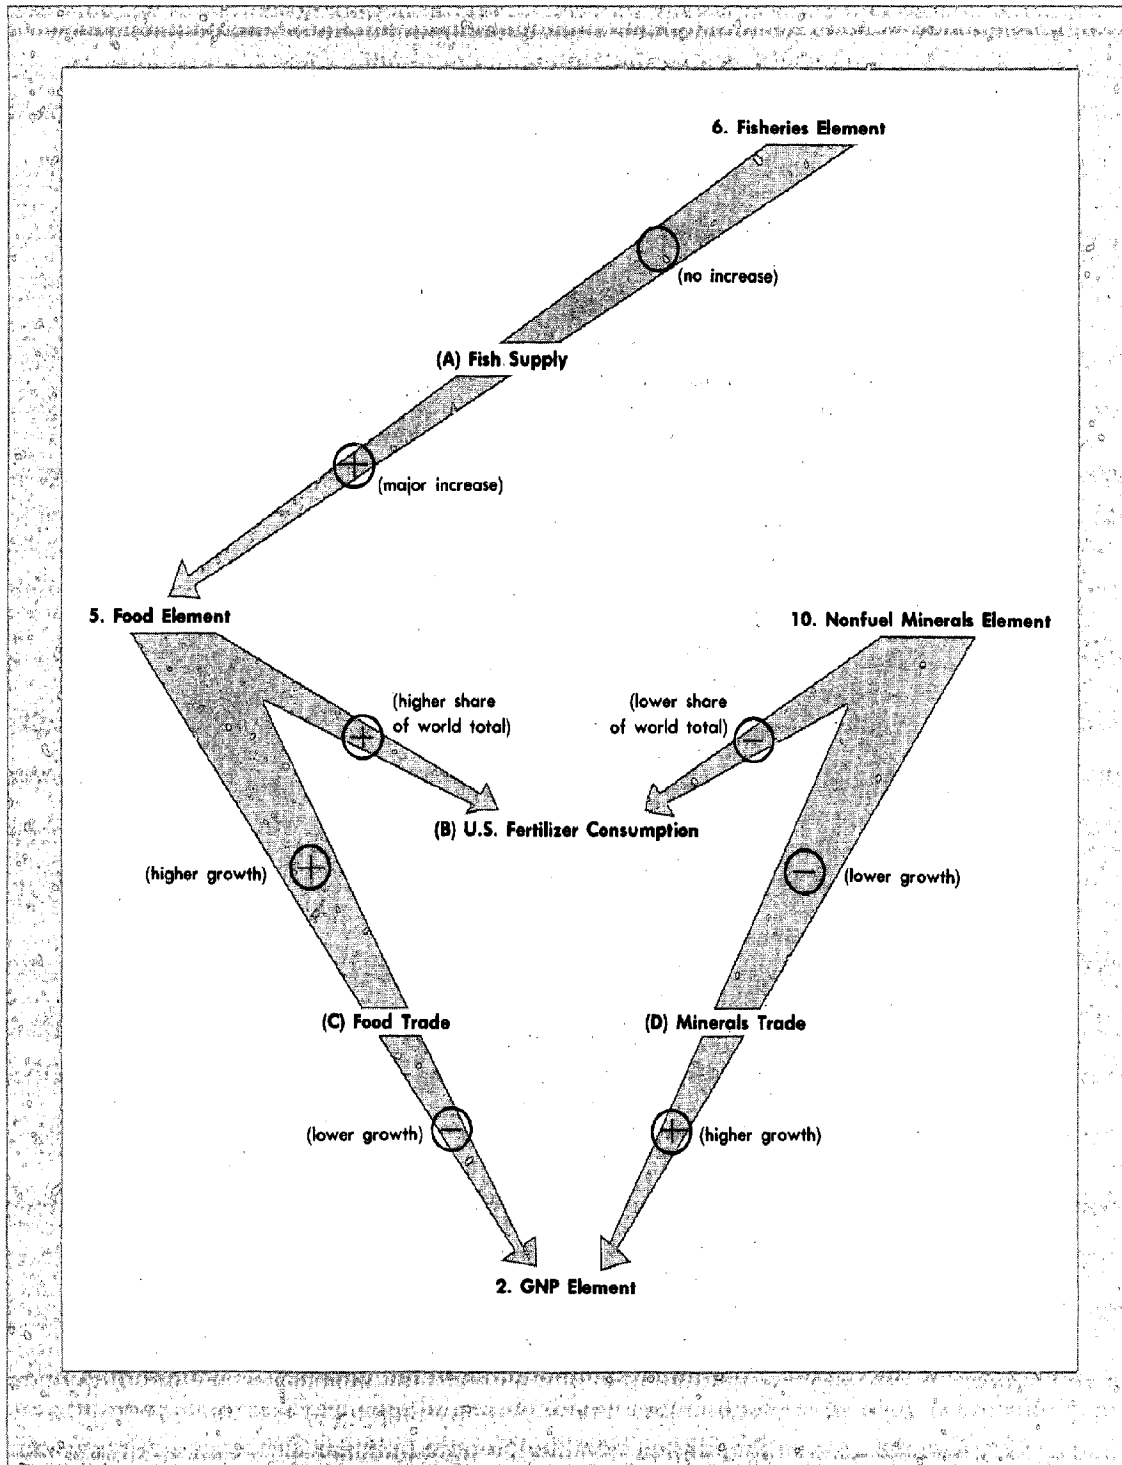 6. Fisheries Element
(no increase)
(A) Fish Supply
+
(major increase)
5. Food Element
10. Nonfuel Minerals Element
(higher share
of world total)
+
(lower share
of world total)
−
(B) U.S. Fertilizer Consumption
(higher growth)
+
−
(lower growth)
(C) Food Trade
(D) Minerals Trade
(lower growth)
−
+
(higher growth)
2. GNP Element